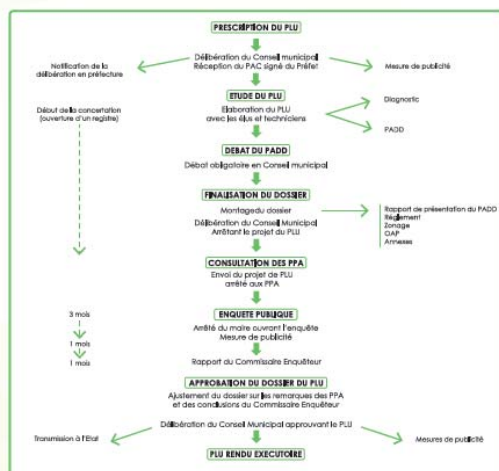 PRESCRIPTION DU PLU
Délibération du Conseil municipal
Réception du PAC signé du Préfet
Notification de la
délibération en préfecture
Mesure de publicité
ETUDE DU PLU
Elaboration du PLU
avec les élus et techniciens
Diagnostic
PADD
Début de la concertation
(ouverture d'un registre)
DEBAT DU PADD
Débat obligatoire en Conseil municipal
FINALISATION DU DOSSIER
Montagedu dossier
Délibération du Conseil Municipal
Arrêtant le projet du PLU
Rapport de présentation du PADD
Règlement
Zonage
OAP
Annexes
CONSULTATION DES PPA
Envoi du projet de PLU
arrêté aux PPA
3 mois
ENQUETE PUBLIQUE
Arrêté du maire ouvrant l'enquête
Mesure de publicité
1 mois
1 mois
Rapport du Commissaire Enquêteur
APPROBATION DU DOSSIER DU PLU
Ajustement du dossier sur les remarques des PPA
et des conclusions du Commissaire Enquêteur
Délibération du Conseil Municipal approuvant le PLU
Transmission à l'Etat
Mesures de publicité
PLU RENDU EXECUTOIRE